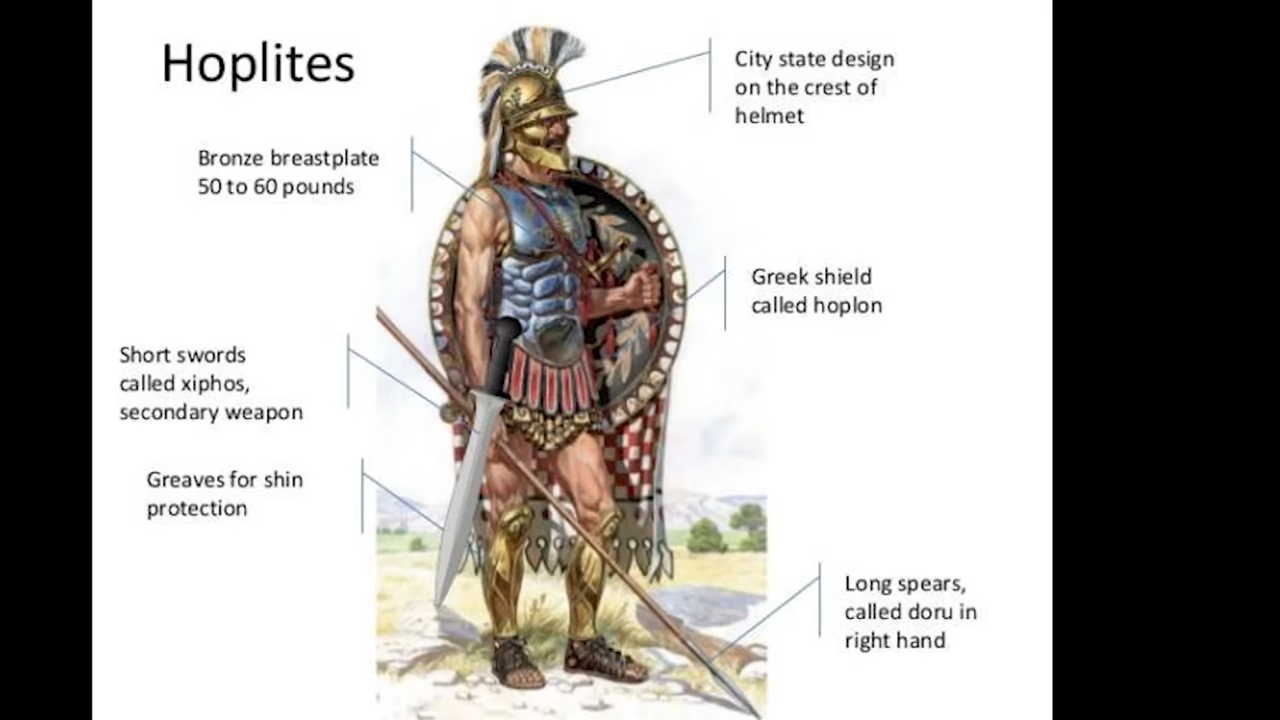 Hoplites
City state design
on the crest of
helmet
Bronze breastplate
50 to 60 pounds
Greek shield
called hoplon
Short swords
called xiphos,
secondary weapon
Greaves for shin
protection
Long spears,
called doru in
right hand